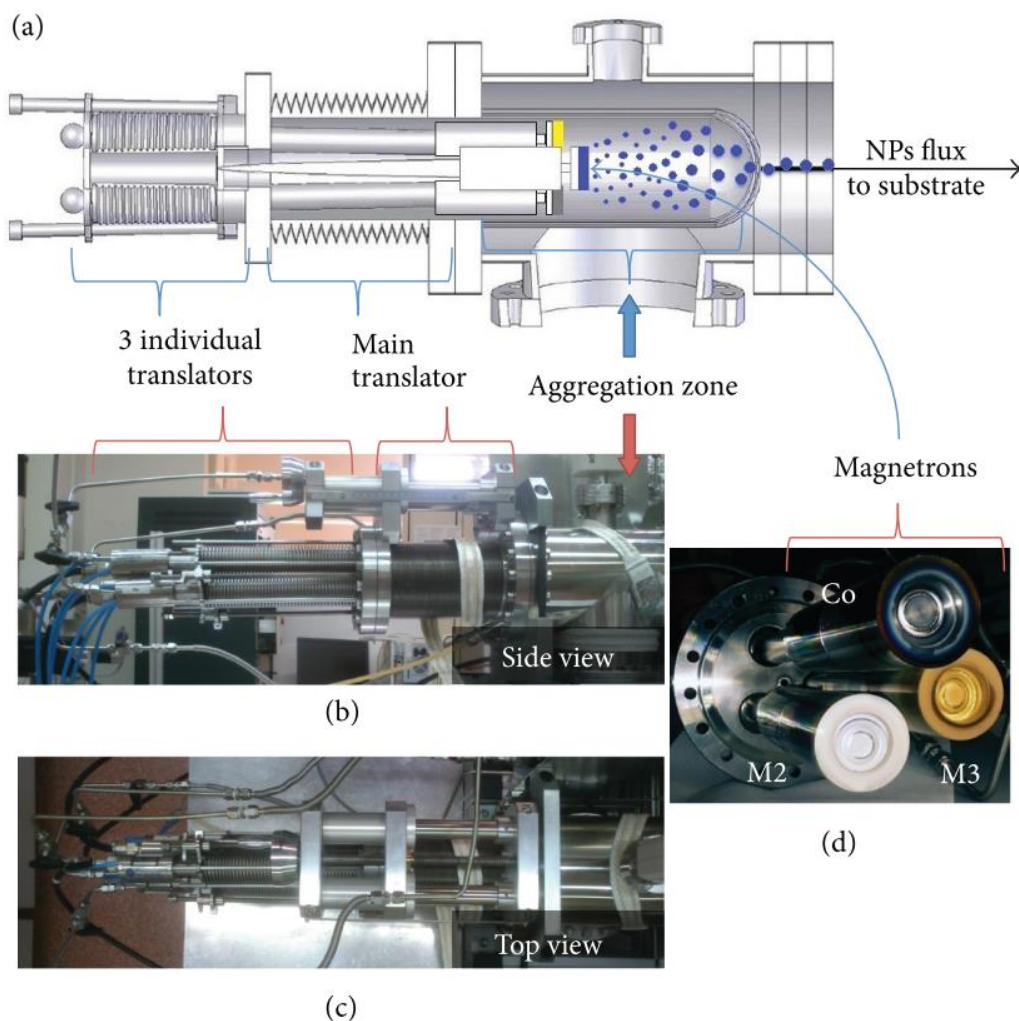 (a)
NPs flux
to substrate
3 individual
translators
Main
translator
Aggregation zone
Magnetrons
Side view
(b)
Co
M2
M3
(d)
Top view
(c)